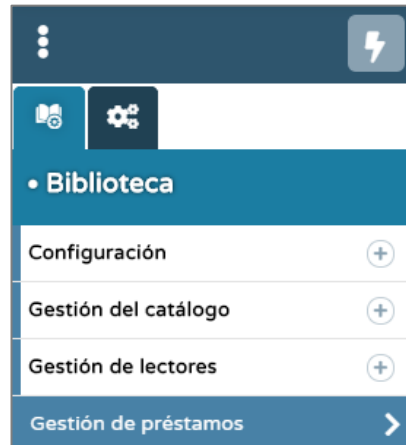 • Biblioteca
Configuración
Gestión del catálogo
Gestión de lectores
Gestión de préstamos